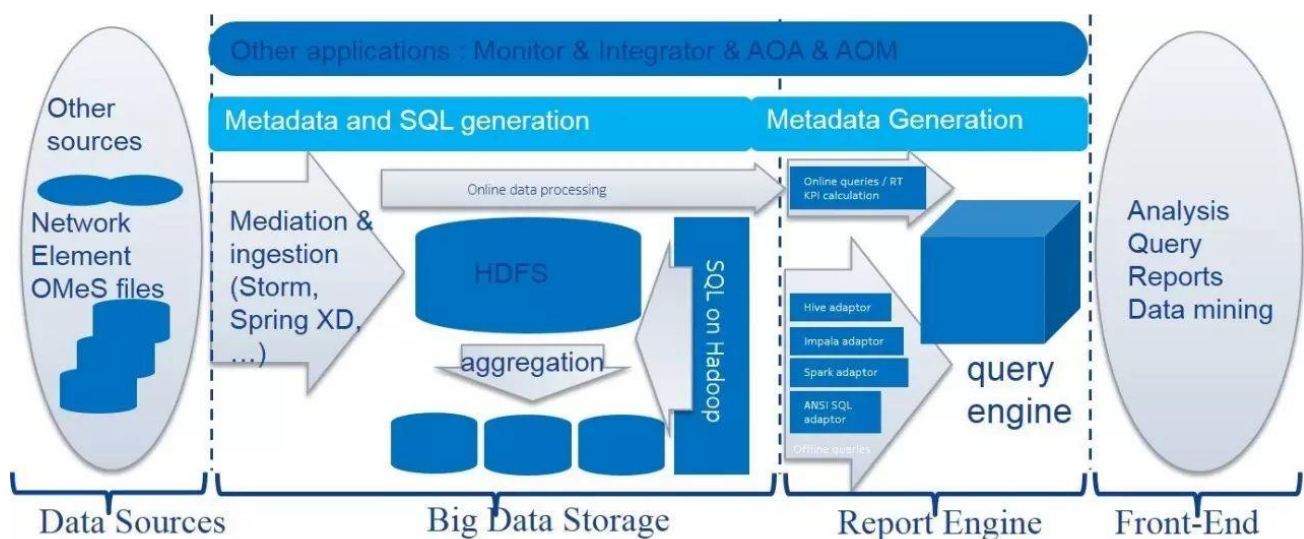 Other applications : Monitor & Integrator & AOA & AOM
Other
sources
Network
Element
OMeS files
Metadata and SQL generation
Mediation &
ingestion
(Storm,
Spring XD,
…)
Online data processing
HDFS
aggregation
SQL on Hadoop
Metadata Generation
Online queries / RT
KPI calculation
Hive adaptor
Impala adaptor
Spark adaptor
ANSI SQL
adaptor
Offline queries
query
engine
Analysis
Query
Reports
Data mining
Data Sources
Big Data Storage
Report Engine
Front-End